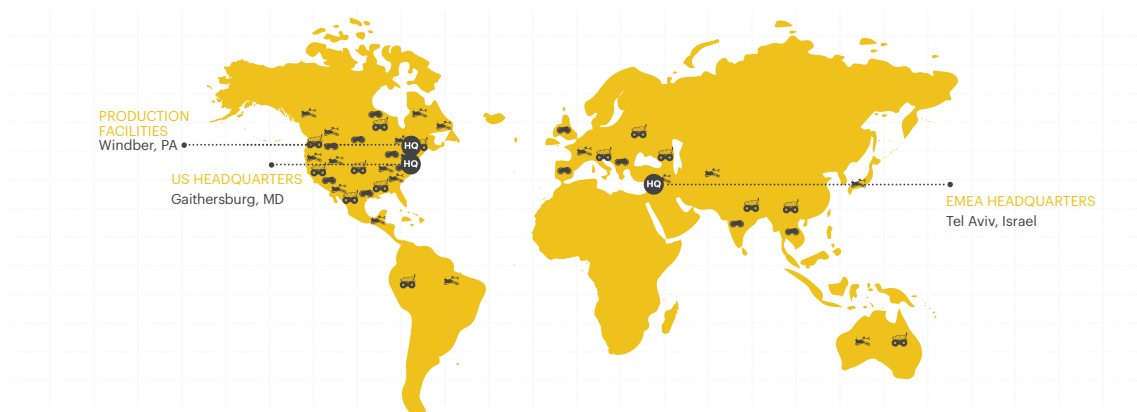 PRODUCTION
FACILITIES
Windber, PA
HQ
HQ
US HEADQUARTERS
Gaithersburg, MD
HQ
EMEA HEADQUARTERS
Tel Aviv, Israel